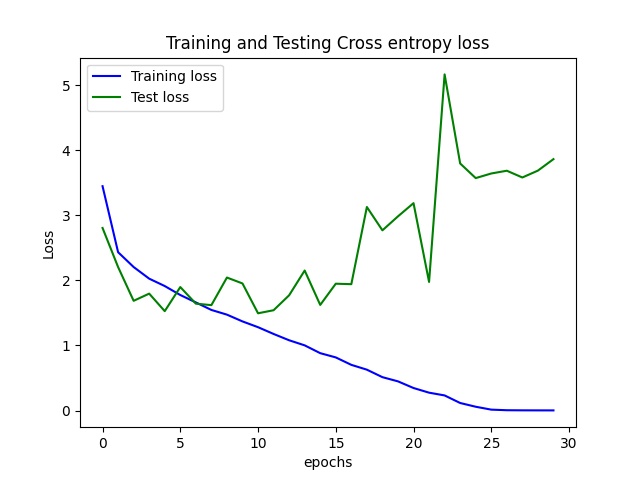 Training and Testing Cross entropy loss
Training loss
Test loss
5
4
3
2
1
0
Loss
0 5 10 15 20 25 30
epochs